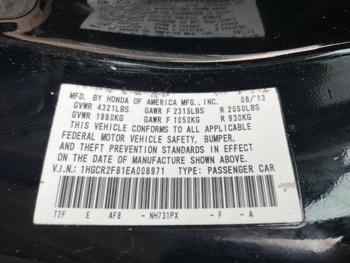 MFD. BY HONDA OF AMERICA MFG., INC. 08/13
GVWR 4321LBS GAWR F 2315LBS R 2050LBS
GVWR 1960KG GAWR F 1050KG R 930KG
THIS VEHICLE CONFORMS TO ALL APPLICABLE
FEDERAL MOTOR VEHICLE SAFETY, BUMPER,
AND THEFT PREVENTION STANDARDS IN EFFECT
ON THE DATE OF MANUFACTURE SHOWN ABOVE.
V.I.N.: 1HGCR2F81EA006971 TYPE: PASSENGER CAR
T2F E AF8 - NH731PX - F - A